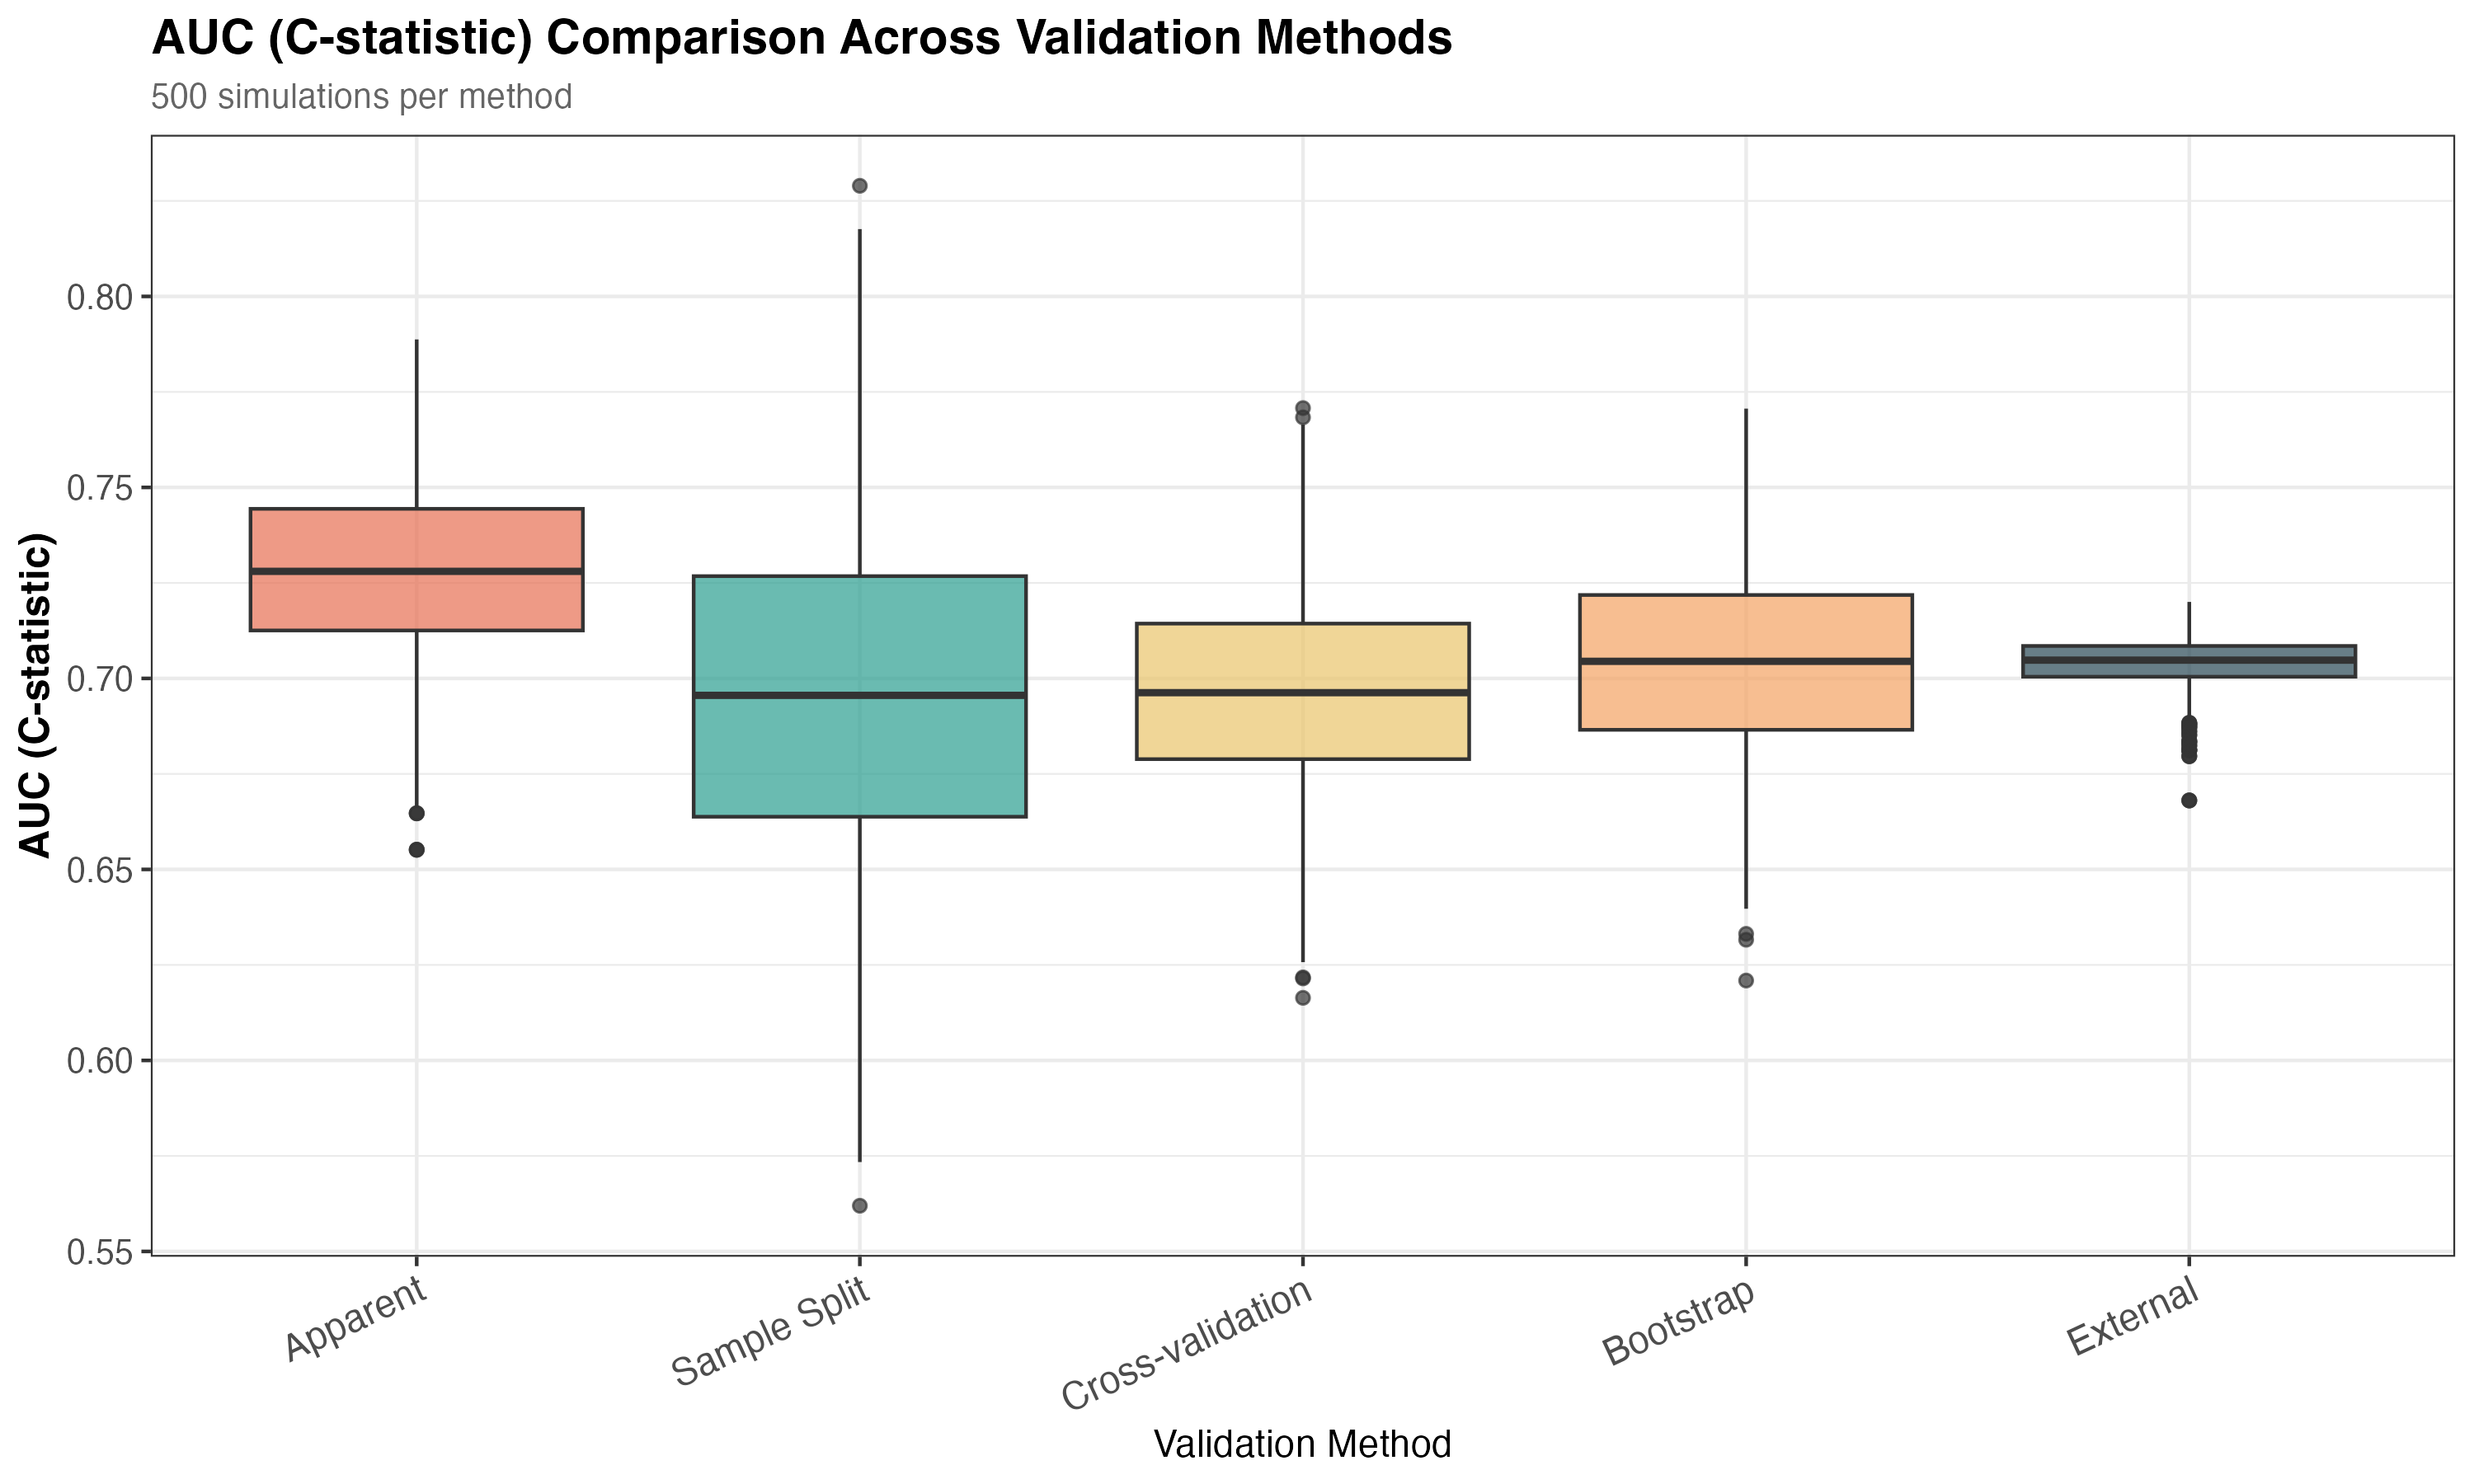 AUC (C-statistic) Comparison Across Validation Methods
500 simulations per method
AUC (C-statistic)
0.80
0.75
0.70
0.65
0.60
0.55
Apparent
Sample Split
Cross-validation
Bootstrap
External
Validation Method